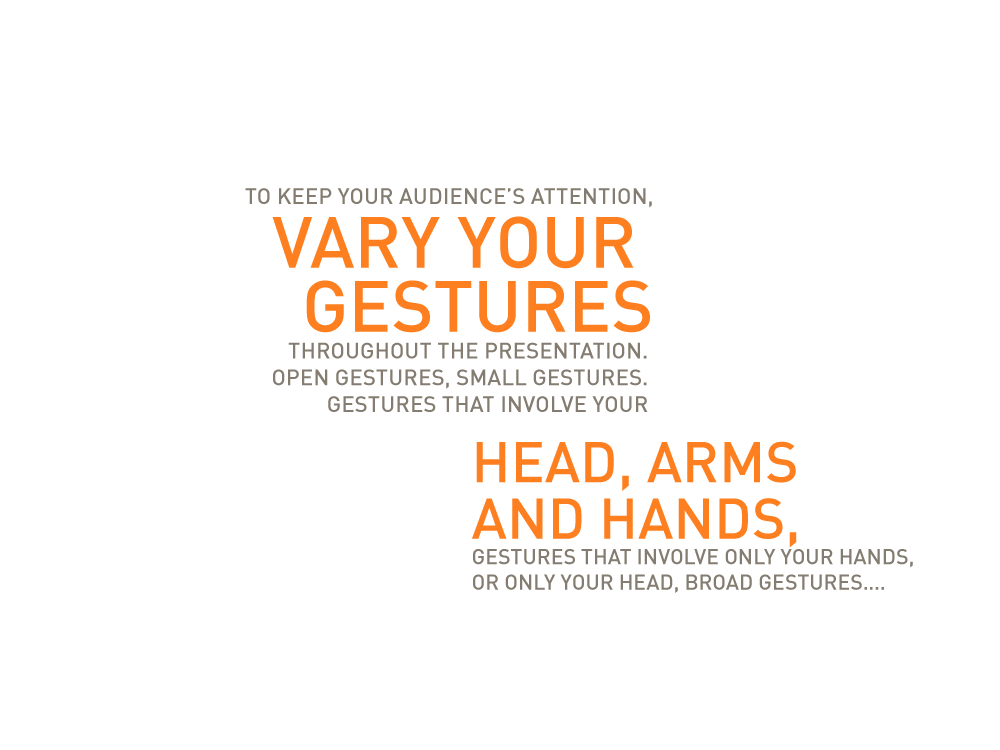 TO KEEP YOUR AUDIENCE’S ATTENTION,
VARY YOUR
GESTURES
THROUGHOUT THE PRESENTATION.
OPEN GESTURES, SMALL GESTURES.
GESTURES THAT INVOLVE YOUR
HEAD, ARMS
AND HANDS,
GESTURES THAT INVOLVE ONLY YOUR HANDS,
OR ONLY YOUR HEAD, BROAD GESTURES....